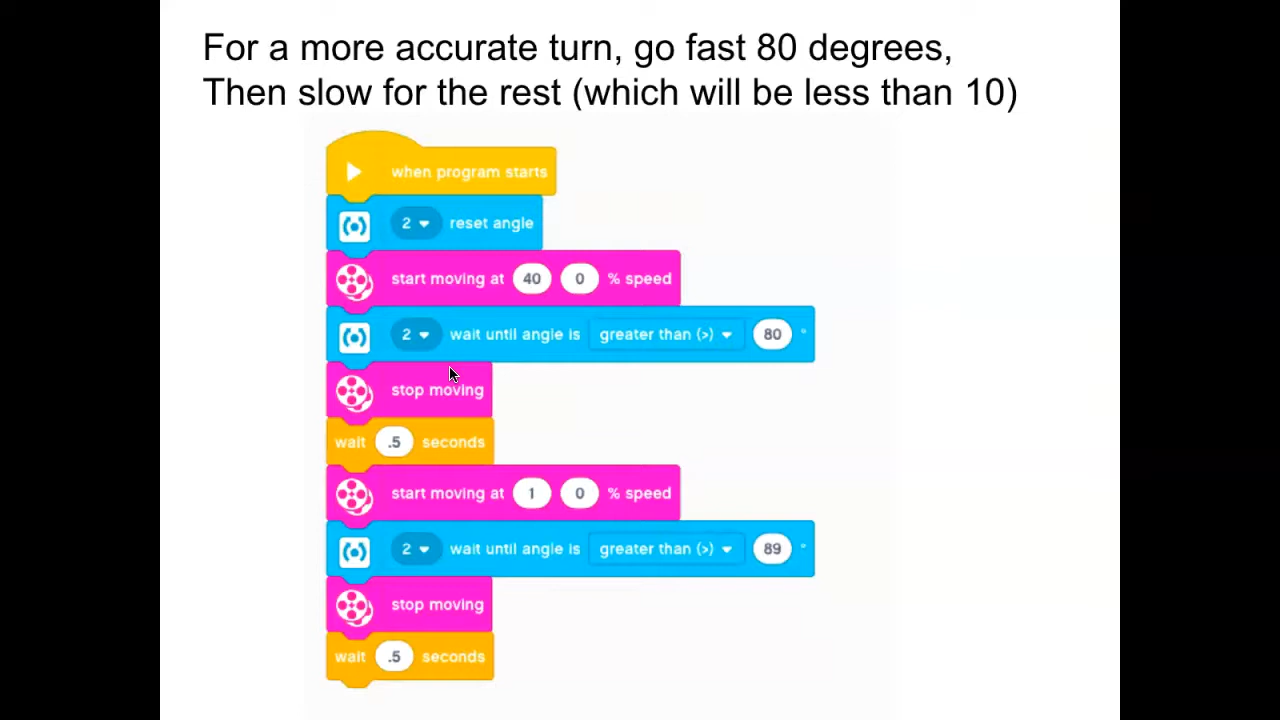 For a more accurate turn, go fast 80 degrees,
Then slow for the rest (which will be less than 10)
when program starts
2 reset angle
start moving at 40 0 % speed
2 wait until angle is greater than (>) 80 °
stop moving
wait .5 seconds
start moving at 1 0 % speed
2 wait until angle is greater than (>) 89 °
stop moving
wait .5 seconds